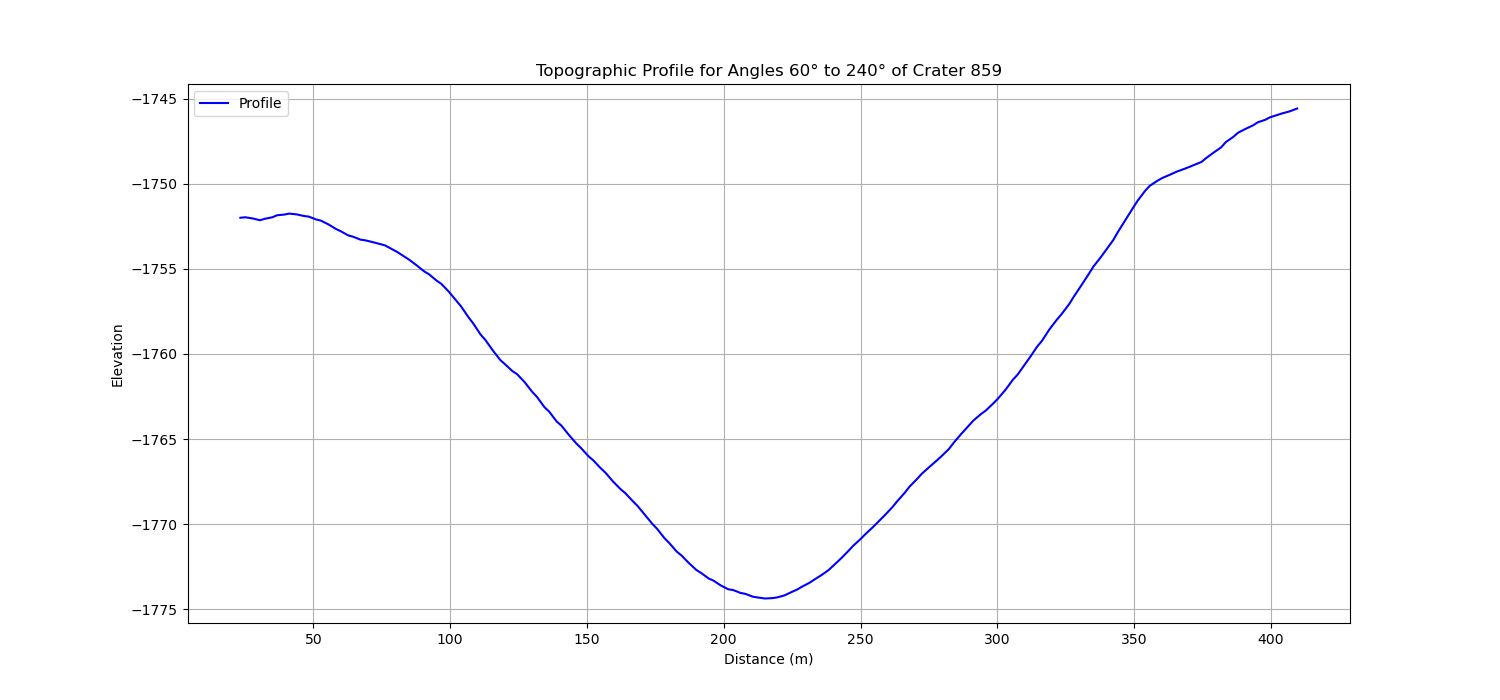 Topographic Profile for Angles 60° to 240° of Crater 859
Profile
Elevation
−1745
−1750
−1755
−1760
−1765
−1770
−1775
50 100 150 200 250 300 350 400
Distance (m)